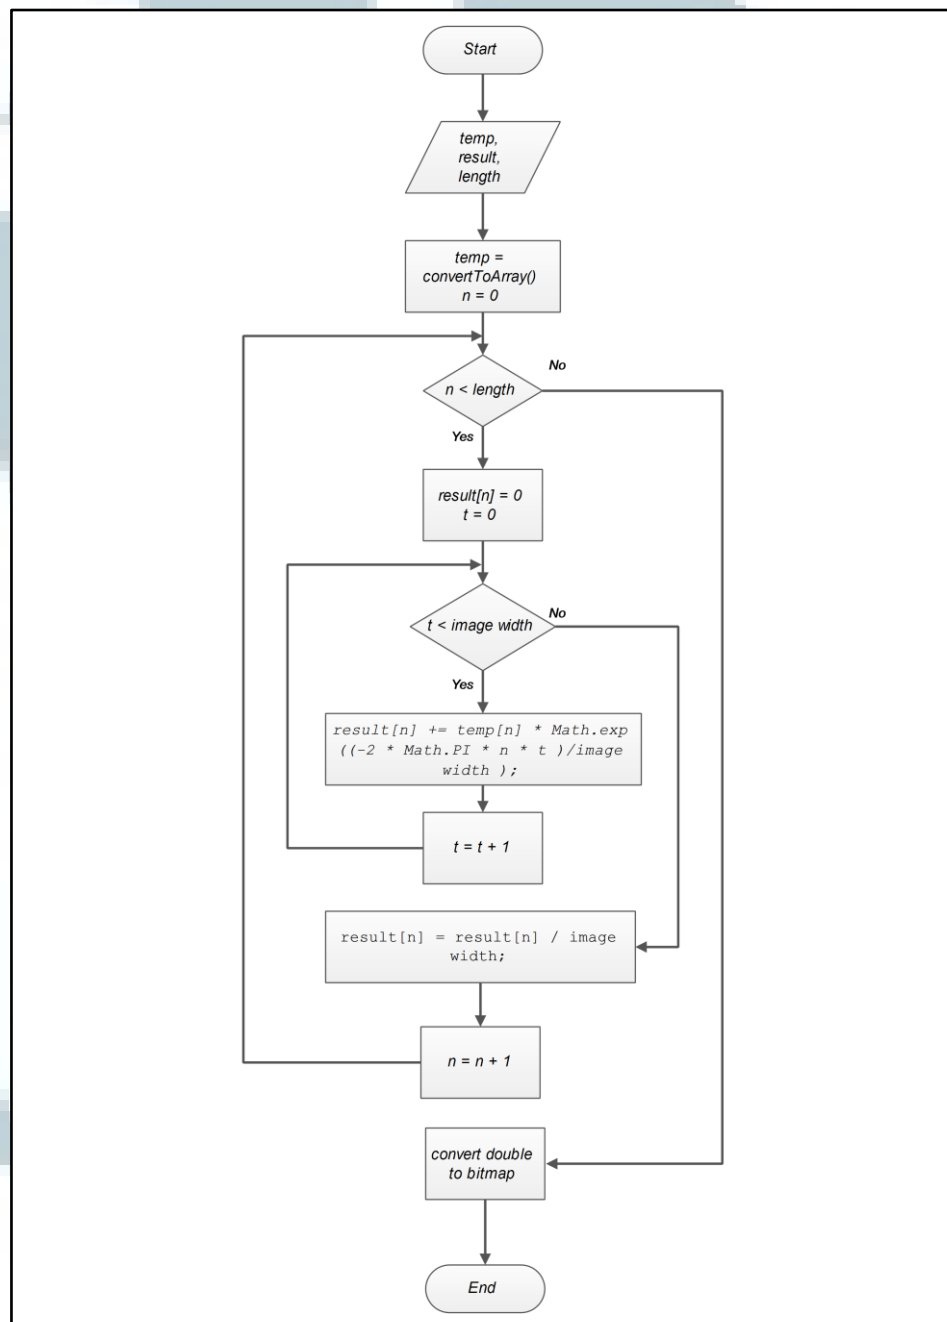 Start
temp,
result,
length
temp =
convertToArray()
n = 0
n < length
No
Yes
result[n] = 0
t = 0
t < image width
No
Yes
result[n] += temp[n] * Math.exp
((-2 * Math.PI * n * t )/image
width );
t = t + 1
result[n] = result[n] / image
width;
n = n + 1
convert double
to bitmap
End